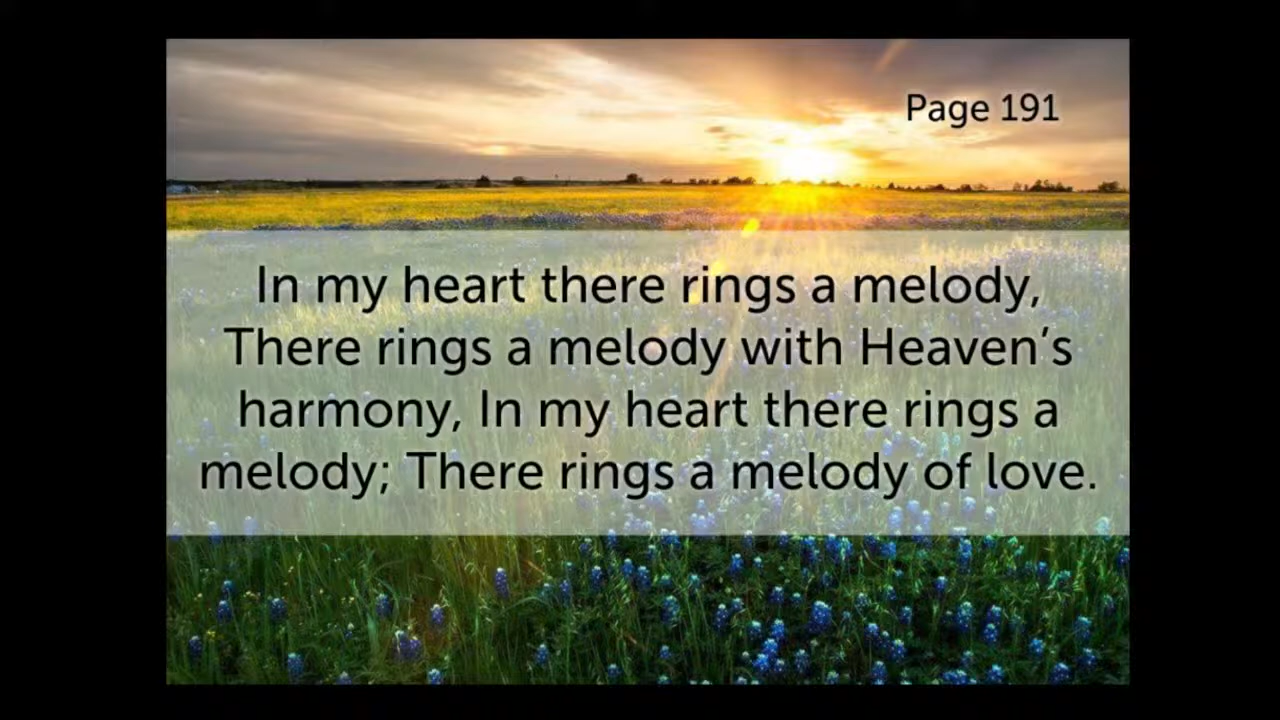 Page 191
In my heart there rings a melody,
There rings a melody with Heaven’s
harmony, In my heart there rings a
melody; There rings a melody of love.